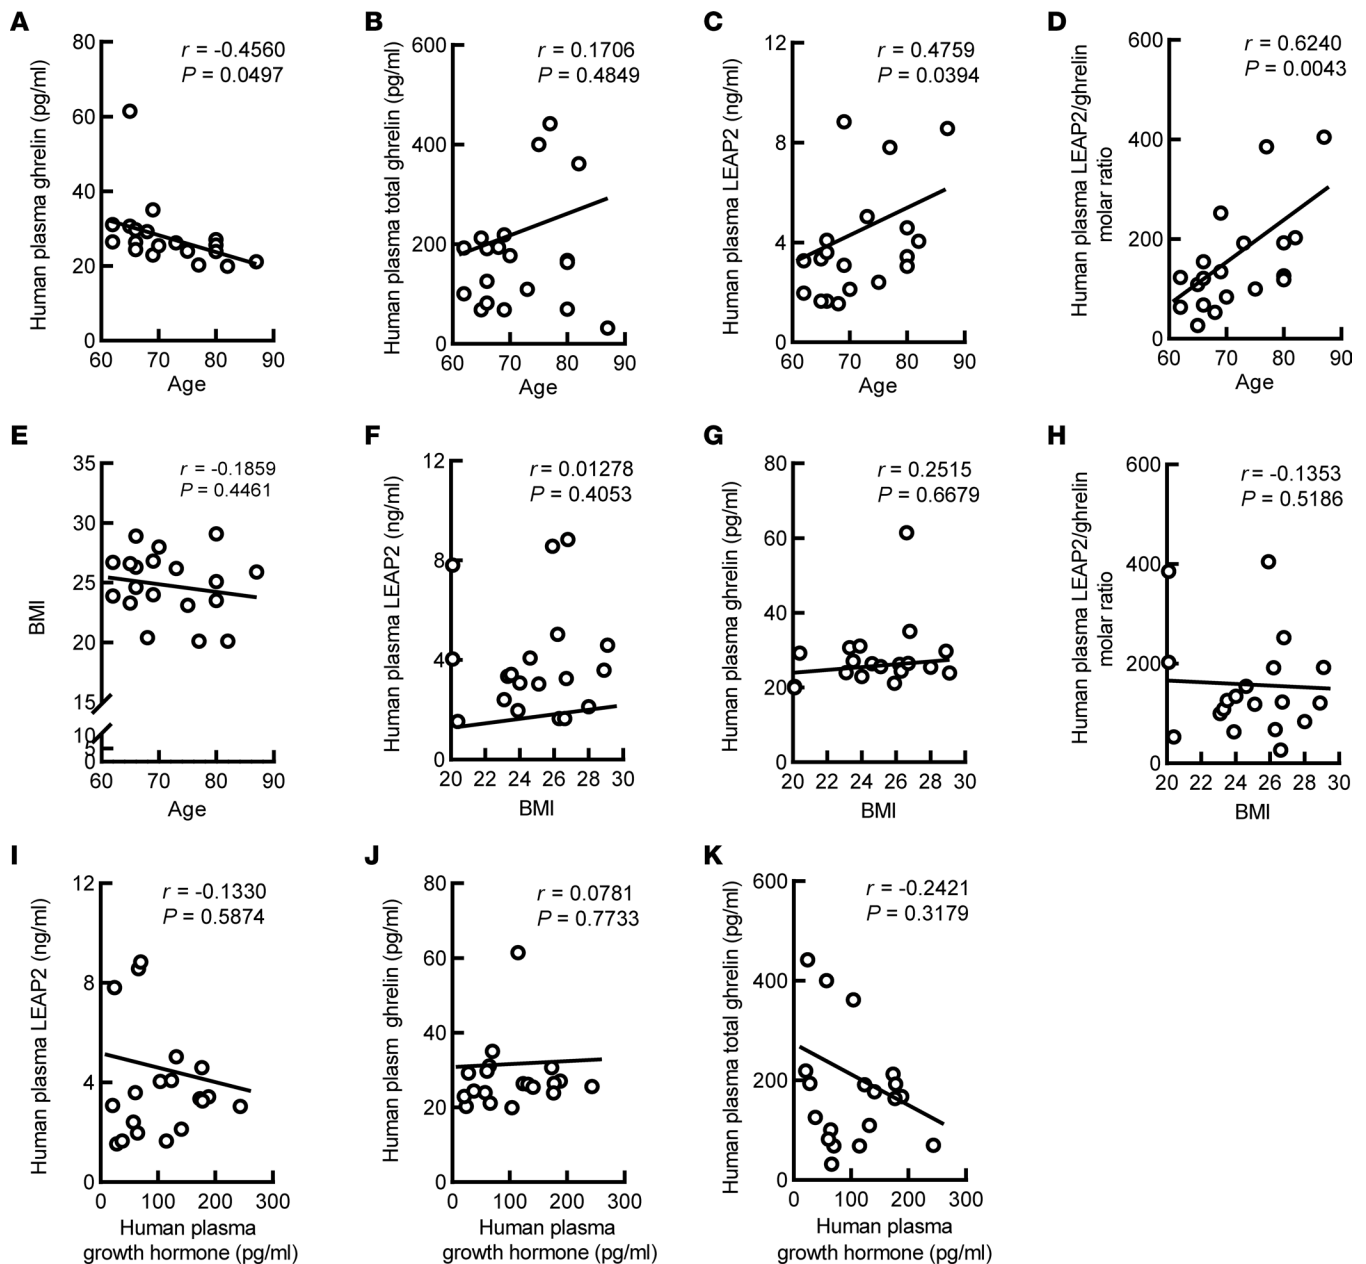 A
Human plasma ghrelin (pg/ml)
r = -0.4560
P = 0.0497
80
60
40
20
0
60 70 80 90
Age
B
Human plasma total ghrelin (pg/ml)
r = 0.1706
P = 0.4849
600
400
200
0
60 70 80 90
Age
C
Human plasma LEAP2 (ng/ml)
r = 0.4759
P = 0.0394
12
8
4
0
60 70 80 90
Age
D
Human plasma LEAP2/ghrelin
molar ratio
r = 0.6240
P = 0.0043
600
400
200
0
60 70 80 90
Age
E
BMI
r = -0.1859
P = 0.4461
35
30
25
20
15
10
5
0
60 70 80 90
Age
F
Human plasma LEAP2 (ng/ml)
r = 0.01278
P = 0.4053
12
8
4
0
20 22 24 26 28 30
BMI
G
Human plasma ghrelin (pg/ml)
r = 0.2515
P = 0.6679
80
60
40
20
0
20 22 24 26 28 30
BMI
H
Human plasma LEAP2/ghrelin
molar ratio
r = -0.1353
P = 0.5186
600
400
200
0
20 22 24 26 28 30
BMI
I
Human plasma LEAP2 (ng/ml)
r = -0.1330
P = 0.5874
12
8
4
0
0 100 200 300
Human plasma
growth hormone (pg/ml)
J
Human plasm ghrelin (pg/ml)
r = 0.0781
P = 0.7733
80
60
40
20
0
0 100 200 300
Human plasma
growth hormone (pg/ml)
K
Human plasma total ghrelin (pg/ml)
r = -0.2421
P = 0.3179
600
400
200
0
0 100 200 300
Human plasma
growth hormone (pg/ml)